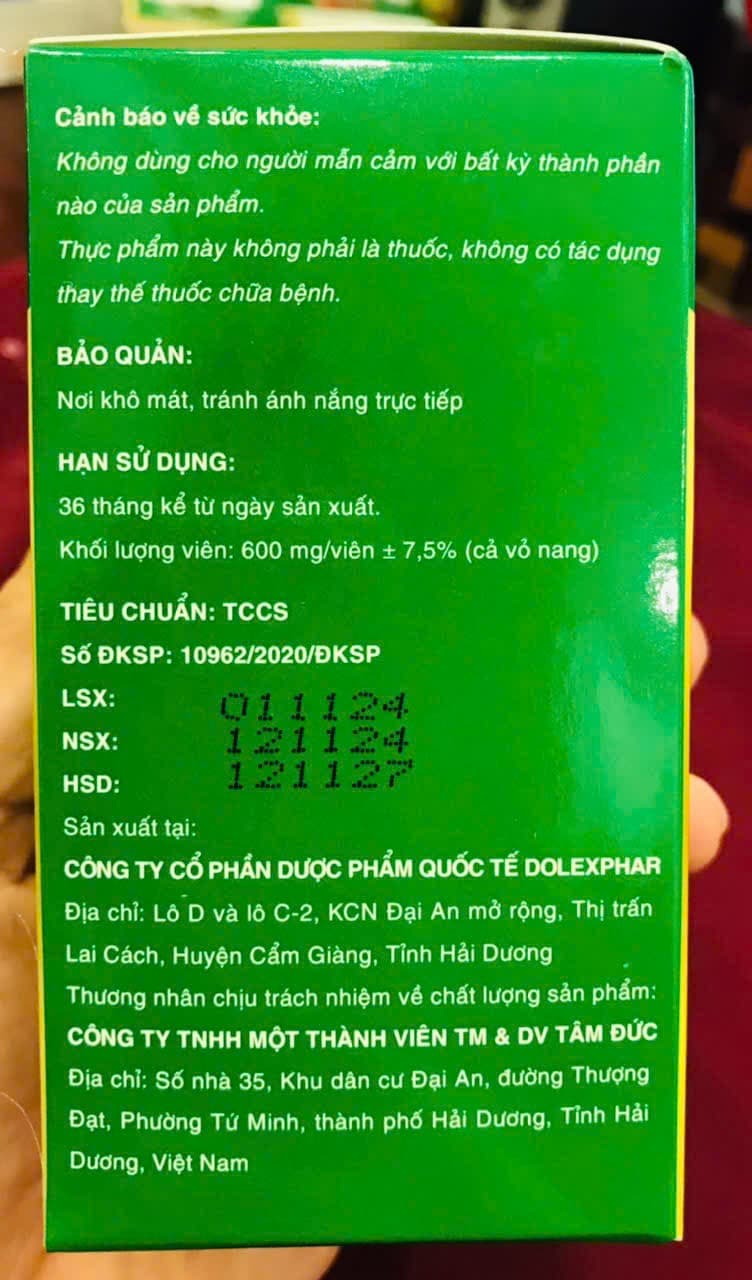 Cảnh báo về sức khỏe:
Không dùng cho người mẫn cảm với bất kỳ thành phần
nào của sản phẩm.
Thực phẩm này không phải là thuốc, không có tác dụng
thay thế thuốc chữa bệnh.
BẢO QUẢN:
Nơi khô mát, tránh ánh nắng trực tiếp
HẠN SỬ DỤNG:
36 tháng kể từ ngày sản xuất.
Khối lượng viên: 600 mg/viên ± 7,5% (cả vỏ nang)
TIÊU CHUẨN: TCCS
Số ĐKSP: 10962/2020/ĐKSP
LSX: 011124
NSX: 121124
HSD: 121127
Sản xuất tại:
CÔNG TY CỔ PHẦN DƯỢC PHẨM QUỐC TẾ DOLEXPHAR
Địa chỉ: Lô D và lô C-2, KCN Đại An mở rộng, Thị trấn
Lai Cách, Huyện Cẩm Giàng, Tỉnh Hải Dương
Thương nhân chịu trách nhiệm về chất lượng sản phẩm:
CÔNG TY TNHH MỘT THÀNH VIÊN TM & DV TÂM ĐỨC
Địa chỉ: Số nhà 35, Khu dân cư Đại An, đường Thượng
Đạt, Phường Tứ Minh, thành phố Hải Dương, Tỉnh Hải
Dương, Việt Nam